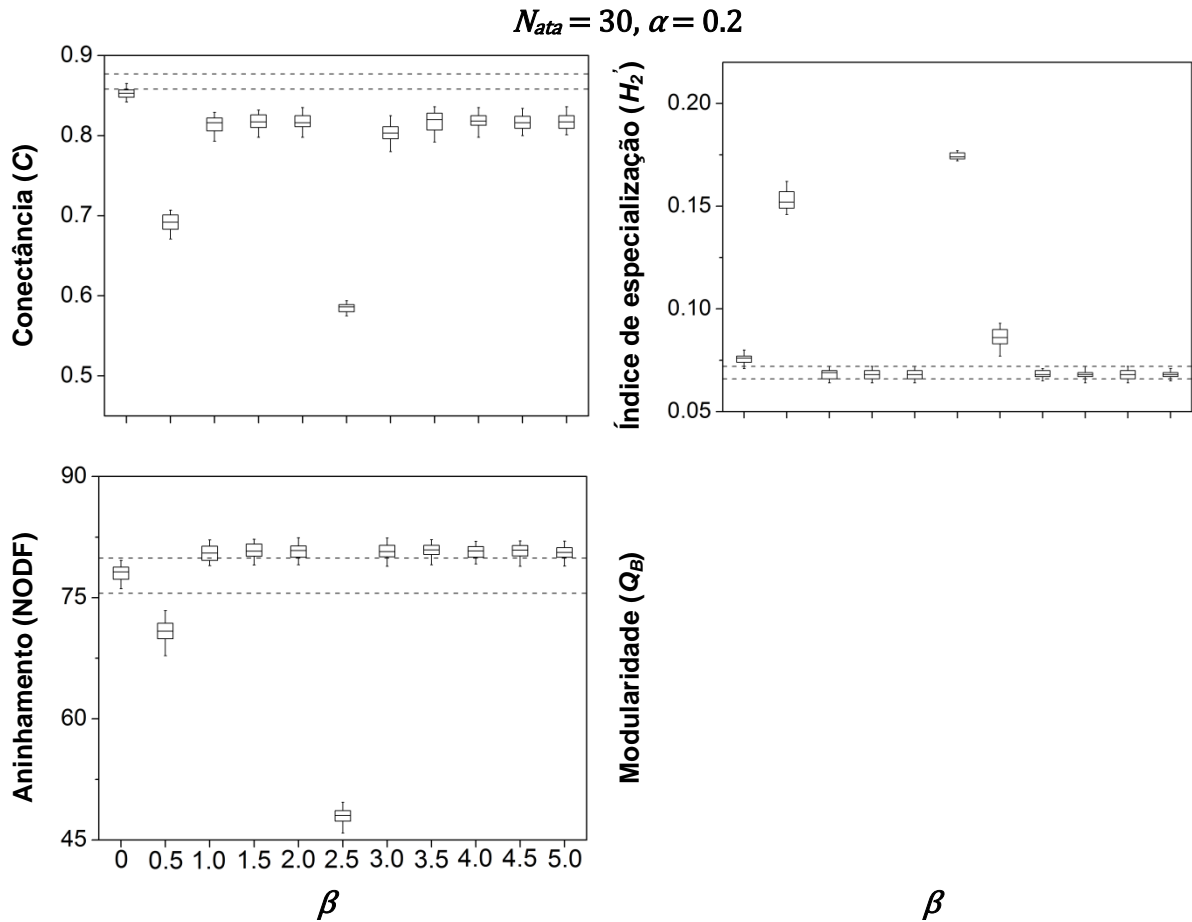 N_ata = 30, α = 0.2
Conectância (C)
0.9
0.8
0.7
0.6
0.5
Índice de especialização (H₂')
0.20
0.15
0.10
0.05
Aninhamento (NODF)
90
75
60
45
0 0.5 1.0 1.5 2.0 2.5 3.0 3.5 4.0 4.5 5.0
β
Modularidade (Q_B)
β